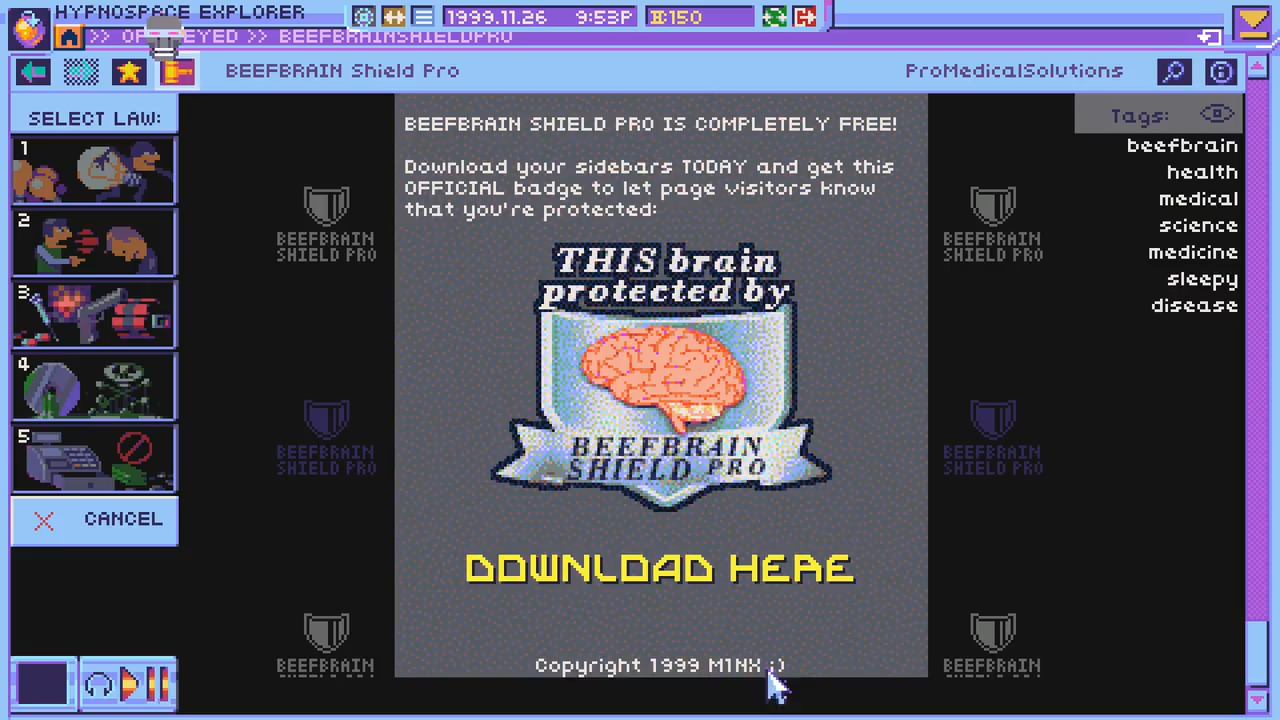 HYPNOSPACE EXPLORER
1999.11.26 9:53P
150
BEEFBRAINSHIELDPRO
BEEFBRAIN Shield Pro
ProMedicalSolutions
SELECT LAW:
1
2
3
4
5
CANCEL
BEEFBRAIN SHIELD PRO IS COMPLETELY FREE!
Download your sidebars TODAY and get this
OFFICIAL badge to let page visitors know
that you're protected:
THIS brain
protected by
BEEFBRAIN
SHIELD PRO
DOWNLOAD HERE
Copyright 1999 M1NX ;)
BEEFBRAIN
SHIELD PRO
BEEFBRAIN
SHIELD PRO
BEEFBRAIN
BEEFBRAIN
SHIELD PRO
BEEFBRAIN
SHIELD PRO
BEEFBRAIN
Tags:
beefbrain
health
medical
science
medicine
sleepy
disease